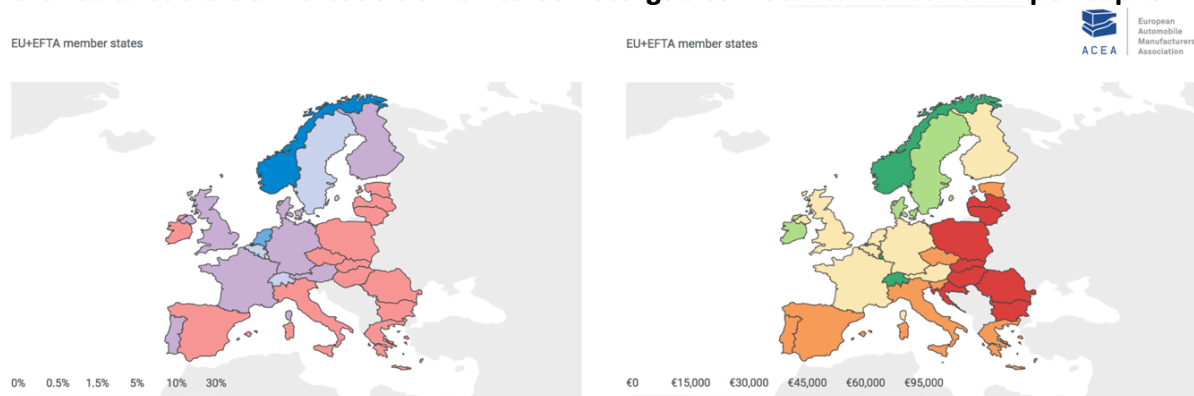 EU+EFTA member states
0% 0.5% 1.5% 5% 10% 30%
EU+EFTA member states
ACEA
European
Automobile
Manufacturers
Association
€0 €15,000 €30,000 €45,000 €60,000 €95,000